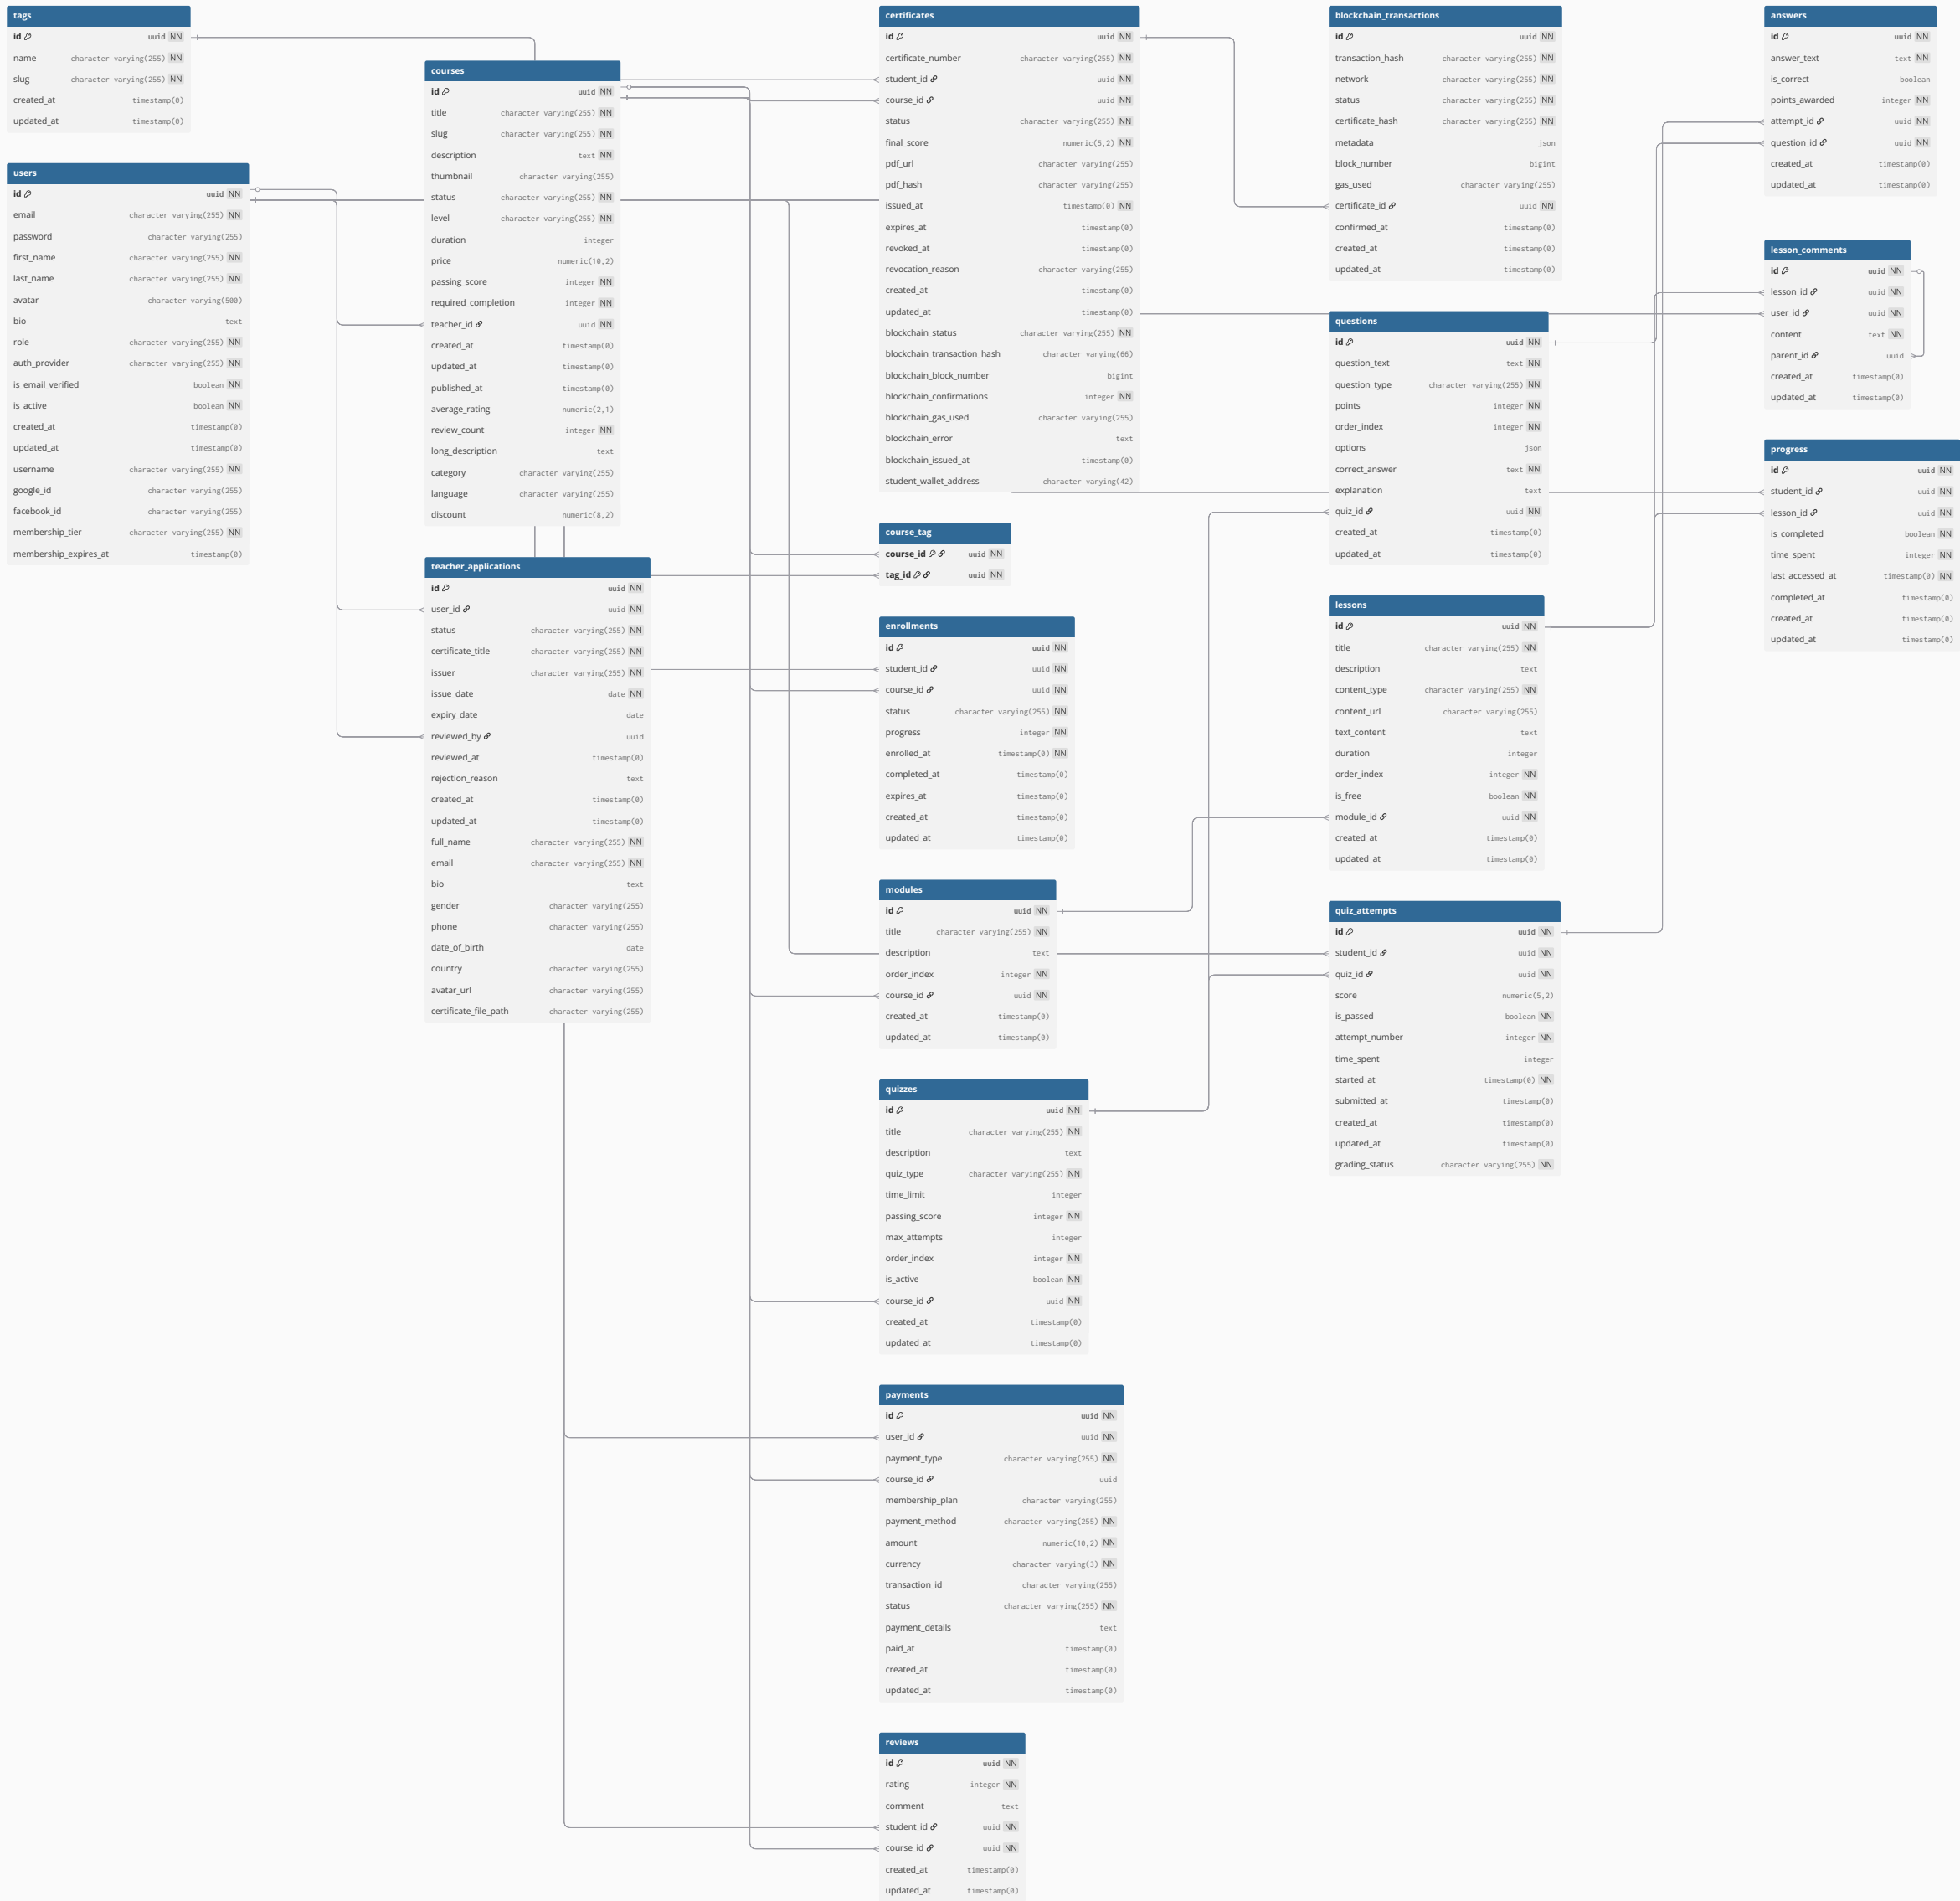 tags
id uuid NN
name character varying(255) NN
slug character varying(255) NN
created_at timestamp(0)
updated_at timestamp(0)
users
id uuid NN
email character varying(255) NN
password character varying(255)
first_name character varying(255) NN
last_name character varying(255) NN
avatar character varying(500)
bio text
role character varying(255) NN
auth_provider character varying(255) NN
is_email_verified boolean NN
is_active boolean NN
created_at timestamp(0)
updated_at timestamp(0)
username character varying(255) NN
google_id character varying(255)
facebook_id character varying(255)
membership_tier character varying(255) NN
membership_expires_at timestamp(0)
courses
id uuid NN
title character varying(255) NN
slug character varying(255) NN
description text NN
thumbnail character varying(255)
status character varying(255) NN
level character varying(255) NN
duration integer
price numeric(10,2)
passing_score integer NN
required_completion integer NN
teacher_id uuid NN
created_at timestamp(0)
updated_at timestamp(0)
published_at timestamp(0)
average_rating numeric(2,1)
review_count integer NN
long_description text
category character varying(255)
language character varying(255)
discount numeric(8,2)
teacher_applications
id uuid NN
user_id uuid NN
status character varying(255) NN
certificate_title character varying(255) NN
issuer character varying(255) NN
issue_date date NN
expiry_date date
reviewed_by uuid
reviewed_at timestamp(0)
rejection_reason text
created_at timestamp(0)
updated_at timestamp(0)
full_name character varying(255) NN
email character varying(255) NN
bio text
gender character varying(255)
phone character varying(255)
date_of_birth date
country character varying(255)
avatar_url character varying(255)
certificate_file_path character varying(255)
certificates
id uuid NN
certificate_number character varying(255) NN
student_id uuid NN
course_id uuid NN
status character varying(255) NN
final_score numeric(5,2) NN
pdf_url character varying(255)
pdf_hash character varying(255)
issued_at timestamp(0) NN
expires_at timestamp(0)
revoked_at timestamp(0)
revocation_reason character varying(255)
created_at timestamp(0)
updated_at timestamp(0)
blockchain_status character varying(255) NN
blockchain_transaction_hash character varying(66)
blockchain_block_number bigint
blockchain_confirmations integer NN
blockchain_gas_used character varying(255)
blockchain_error text
blockchain_issued_at timestamp(0)
student_wallet_address character varying(42)
course_tag
course_id uuid NN
tag_id uuid NN
enrollments
id uuid NN
student_id uuid NN
course_id uuid NN
status character varying(255) NN
progress integer NN
enrolled_at timestamp(0) NN
completed_at timestamp(0)
expires_at timestamp(0)
created_at timestamp(0)
updated_at timestamp(0)
modules
id uuid NN
title character varying(255) NN
description text
order_index integer NN
course_id uuid NN
created_at timestamp(0)
updated_at timestamp(0)
quizzes
id uuid NN
title character varying(255) NN
description text
quiz_type character varying(255) NN
time_limit integer
passing_score integer NN
max_attempts integer
order_index integer NN
is_active boolean NN
course_id uuid NN
created_at timestamp(0)
updated_at timestamp(0)
payments
id uuid NN
user_id uuid NN
payment_type character varying(255) NN
course_id uuid
membership_plan character varying(255)
payment_method character varying(255) NN
amount numeric(10,2) NN
currency character varying(3) NN
transaction_id character varying(255)
status character varying(255) NN
payment_details text
paid_at timestamp(0)
created_at timestamp(0)
updated_at timestamp(0)
reviews
id uuid NN
rating integer NN
comment text
student_id uuid NN
course_id uuid NN
created_at timestamp(0)
updated_at timestamp(0)
blockchain_transactions
id uuid NN
transaction_hash character varying(255) NN
network character varying(255) NN
status character varying(255) NN
certificate_hash character varying(255) NN
metadata json
block_number bigint
gas_used character varying(255)
certificate_id uuid NN
confirmed_at timestamp(0)
created_at timestamp(0)
updated_at timestamp(0)
questions
id uuid NN
question_text text NN
question_type character varying(255) NN
points integer NN
order_index integer NN
options json
correct_answer text NN
explanation text
quiz_id uuid NN
created_at timestamp(0)
updated_at timestamp(0)
lessons
id uuid NN
title character varying(255) NN
description text
content_type character varying(255) NN
content_url character varying(255)
text_content text
duration integer
order_index integer NN
is_free boolean NN
module_id uuid NN
created_at timestamp(0)
updated_at timestamp(0)
quiz_attempts
id uuid NN
student_id uuid NN
quiz_id uuid NN
score numeric(5,2)
is_passed boolean NN
attempt_number integer NN
time_spent integer
started_at timestamp(0) NN
submitted_at timestamp(0)
created_at timestamp(0)
updated_at timestamp(0)
grading_status character varying(255) NN
answers
id uuid NN
answer_text text NN
is_correct boolean
points_awarded integer NN
attempt_id uuid NN
question_id uuid NN
created_at timestamp(0)
updated_at timestamp(0)
lesson_comments
id uuid NN
lesson_id uuid NN
user_id uuid NN
content text NN
parent_id uuid
created_at timestamp(0)
updated_at timestamp(0)
progress
id uuid NN
student_id uuid NN
lesson_id uuid NN
is_completed boolean NN
time_spent integer NN
last_accessed_at timestamp(0) NN
completed_at timestamp(0)
created_at timestamp(0)
updated_at timestamp(0)